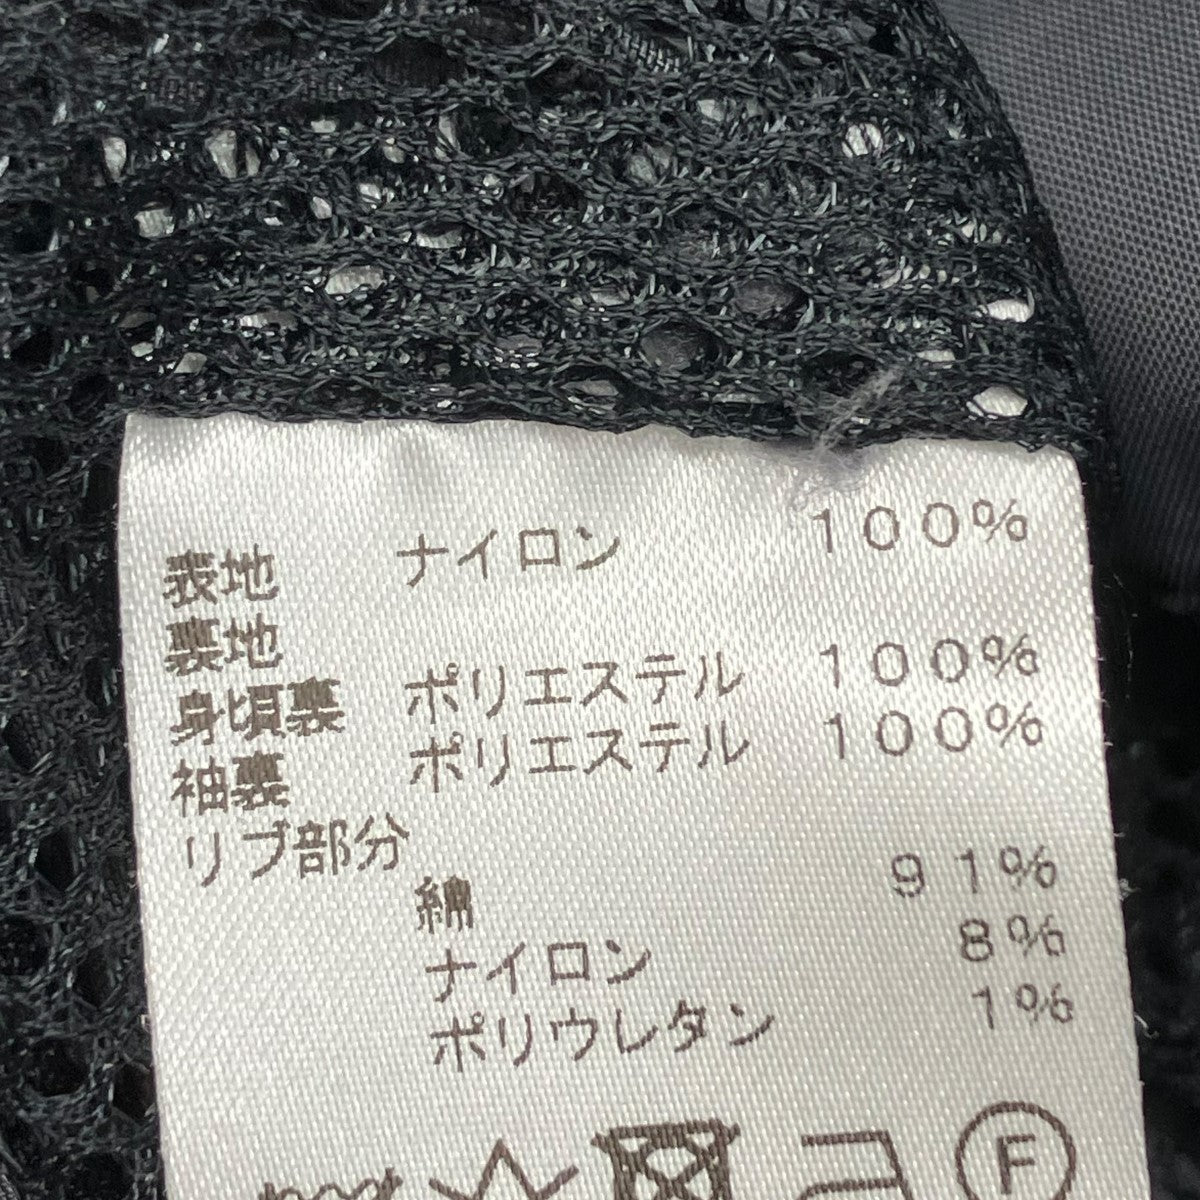 表地 ナイロン 100%
裏地
身頃裏 ポリエステル 100%
袖裏 ポリエステル 100%
リブ部分
綿 91%
ナイロン 8%
ポリウレタン 1%
F